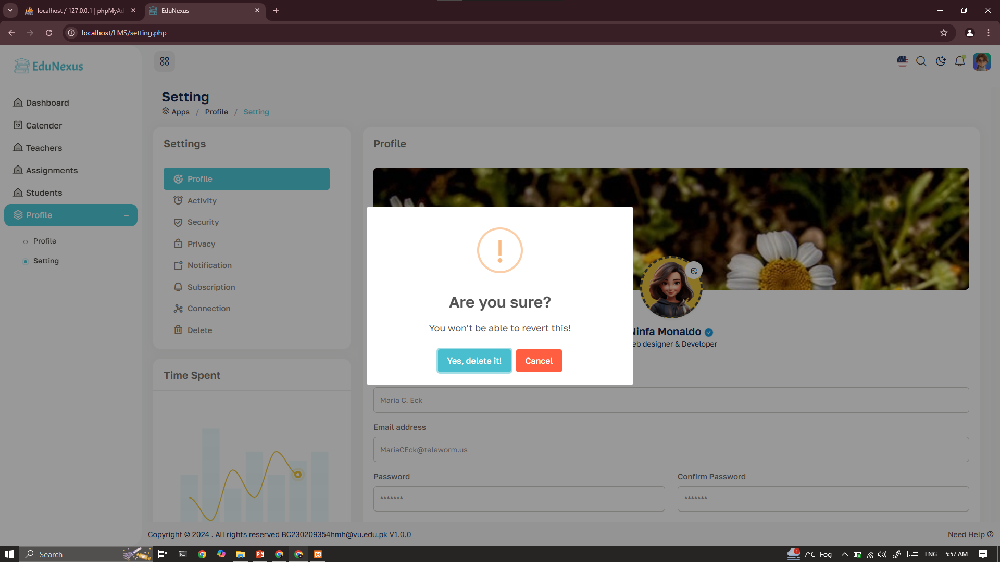 localhost / 127.0.0.1 | phpMyAd
EduNexus
localhost/LMS/setting.php
EduNexus
Dashboard
12
Calender
Teachers
Assignments
Students
Profile
Profile
Setting
Setting
Apps / Profile / Setting
Settings
Profile
Activity
Security
Privacy
Notification
Subscription
Connection
Delete
Time Spent
Profile
Ninfa Monaldo
eb designer & Developer
Are you sure?
You won't be able to revert this!
Yes, delete it!
Cancel
Maria C. Eck
Email address
MariaCEck@teleworm.us
Password
Confirm Password
*******
*******
Copyright © 2024 . All rights reserved BC230209354hmh@vu.edu.pk V1.0.0
Need Help
Search
1
7°C Fog
ENG
5:57 AM